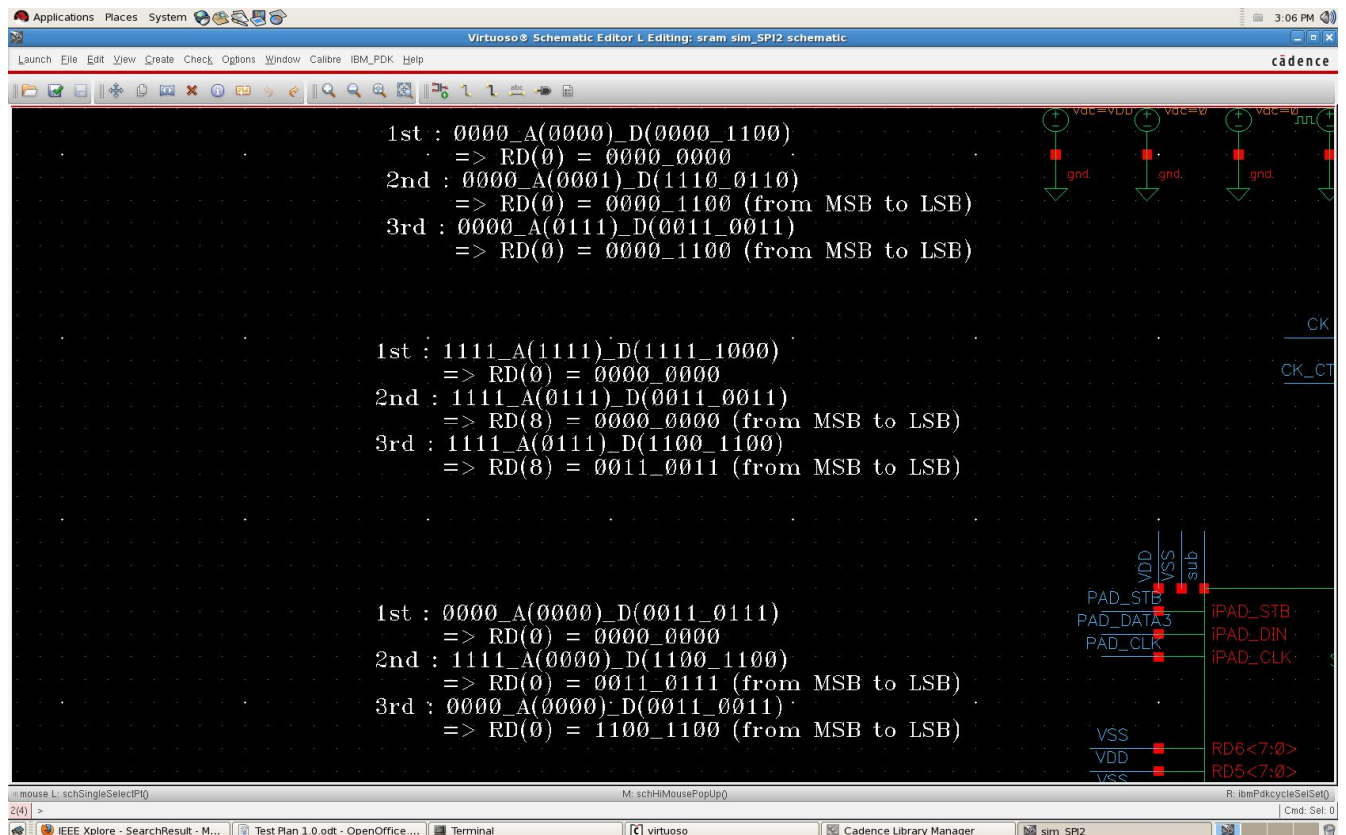 Applications Places System 3:06 PM
Virtuoso® Schematic Editor L Editing: sram sim_SPI2 schematic
Launch File Edit View Create Check Options Window Calibre IBM_PDK Help cādence
abc
vdc=VDD vdc=0 vdc=0
1st : 0000_A(0000)_D(0000_1100)
=> RD(0) = 0000_0000
gnd. gnd. gnd.
2nd : 0000_A(0001)_D(1110_0110)
=> RD(0) = 0000_1100 (from MSB to LSB)
3rd : 0000_A(0111)_D(0011_0011)
=> RD(0) = 0000_1100 (from MSB to LSB)
CK
1st : 1111_A(1111)_D(1111_1000)
=> RD(0) = 0000_0000
CK_CT
2nd : 1111_A(0111)_D(0011_0011)
=> RD(8) = 0000_0000 (from MSB to LSB)
3rd : 1111_A(0111)_D(1100_1100)
=> RD(8) = 0011_0011 (from MSB to LSB)
VDD VSS sub
PAD_STB iPAD_STB
PAD_DATA3 iPAD_DIN
PAD_CLK iPAD_CLK
1st : 0000_A(0000)_D(0011_0111)
=> RD(0) = 0000_0000
2nd : 1111_A(0000)_D(1100_1100)
=> RD(0) = 0011_0111 (from MSB to LSB)
3rd : 0000_A(0000)_D(0011_0011)
=> RD(0) = 1100_1100 (from MSB to LSB)
VSS RD6<7:0>
VDD RD5<7:0>
VSS
mouse L: schSingleSelectPt() M: schHiMousePopUp() R: ibmPdkcycleSelSet()
2(4) > Cmd: Sel: 0
IEEE Xplore - SearchResult - M... Test Plan 1.0.odt - OpenOffice.... Terminal virtuoso Cadence Library Manager sim_SPI2